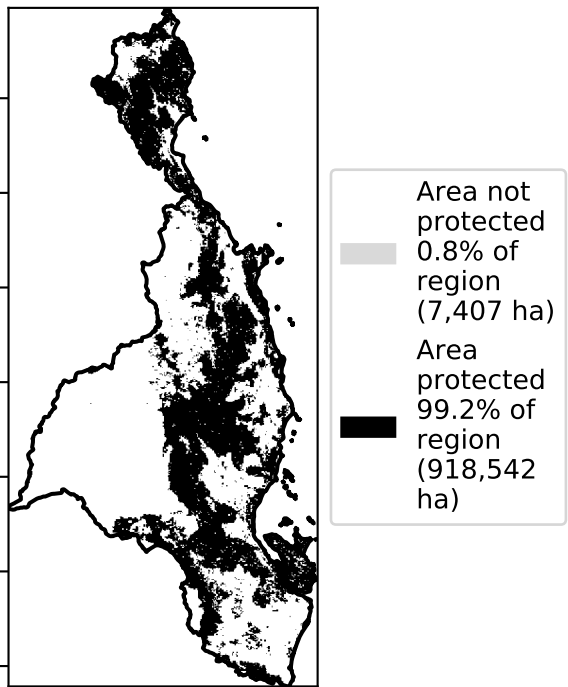 Area not
protected
0.8% of
region
(7,407 ha)
Area
protected
99.2% of
region
(918,542
ha)